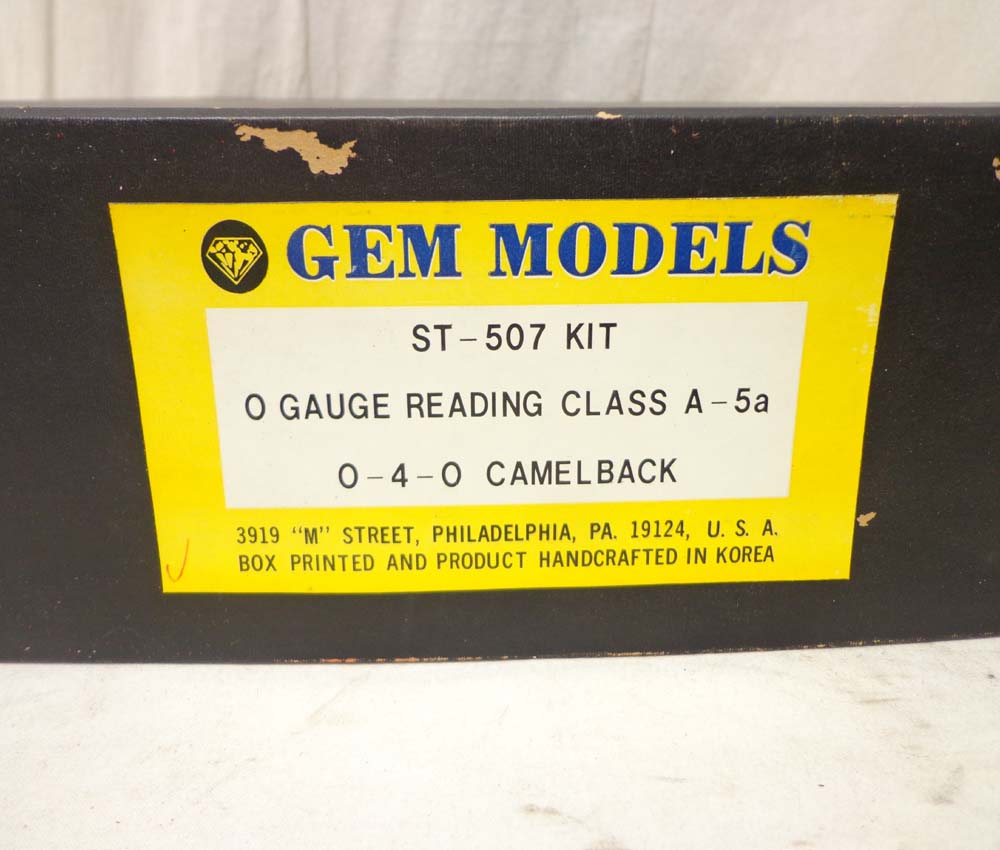 GEM MODELS
ST-507 KIT
O GAUGE READING CLASS A-5a
0-4-0 CAMELBACK
3919 "M" STREET, PHILADELPHIA, PA. 19124, U. S. A.
BOX PRINTED AND PRODUCT HANDCRAFTED IN KOREA